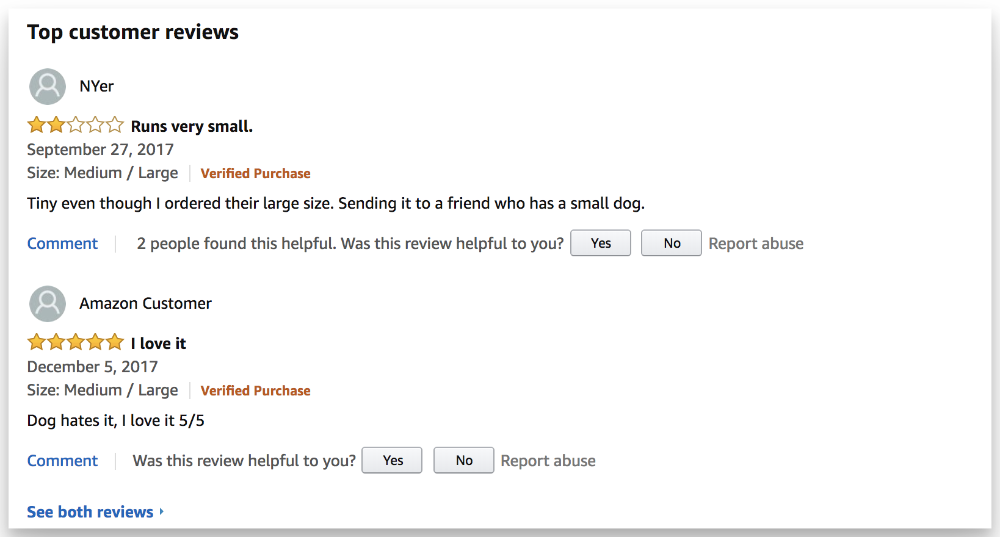 Top customer reviews
NYer
Runs very small.
September 27, 2017
Size: Medium / Large Verified Purchase
Tiny even though I ordered their large size. Sending it to a friend who has a small dog.
Comment 2 people found this helpful. Was this review helpful to you? Yes No Report abuse
Amazon Customer
I love it
December 5, 2017
Size: Medium / Large Verified Purchase
Dog hates it, I love it 5/5
Comment Was this review helpful to you? Yes No Report abuse
See both reviews